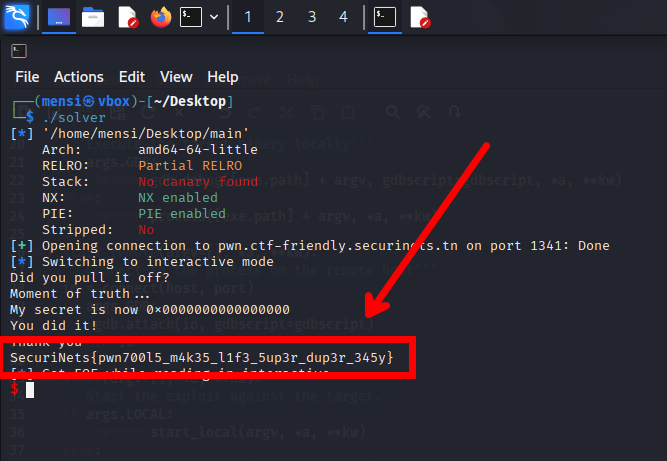 1 2 3 4
File Actions Edit View Help
(mensi㉿vbox)-[~/Desktop]
$ ./solver
[*] '/home/mensi/Desktop/main'
Arch: amd64-64-little
RELRO: Partial RELRO
Stack: No canary found
NX: NX enabled
PIE: PIE enabled
Stripped: No
[+] Opening connection to pwn.ctf-friendly.securinets.tn on port 1341: Done
[*] Switching to interactive mode
Did you pull it off?
Moment of truth...
My secret is now 0×0000000000000000
You did it!
Thank you
SecuriNets{pwn700l5_m4k35_l1f3_5up3r_dup3r_345y}
[*] Got EOF while reading in interactive
$